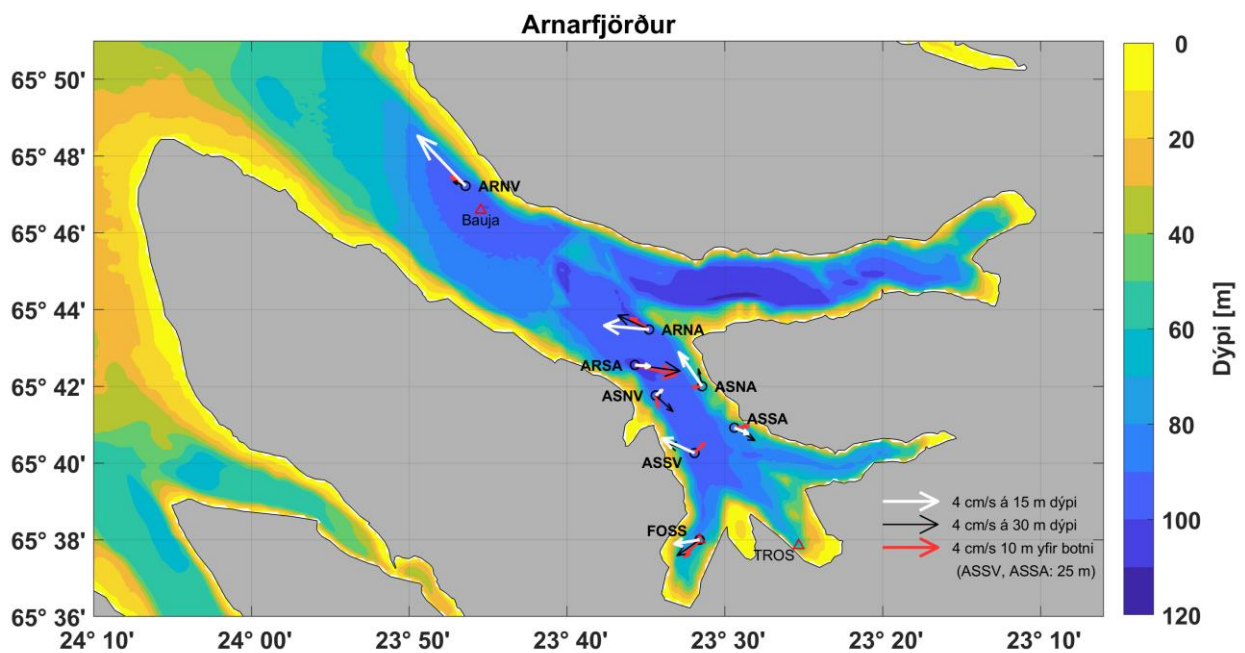 Arnarfjörður
65° 50'
65° 48'
65° 46'
65° 44'
65° 42'
65° 40'
65° 38'
65° 36'
24° 10'
24° 00'
23° 50'
23° 40'
23° 30'
23° 20'
23° 10'
ARNV
Bauja
ARNA
ARSA
ASNV
ASNA
ASSA
ASSV
FOSS
TROS
4 cm/s á 15 m dýpi
4 cm/s á 30 m dýpi
4 cm/s 10 m yfir botni
(ASSV, ASSA: 25 m)
0
20
40
60
80
100
120
Dýpi [m]